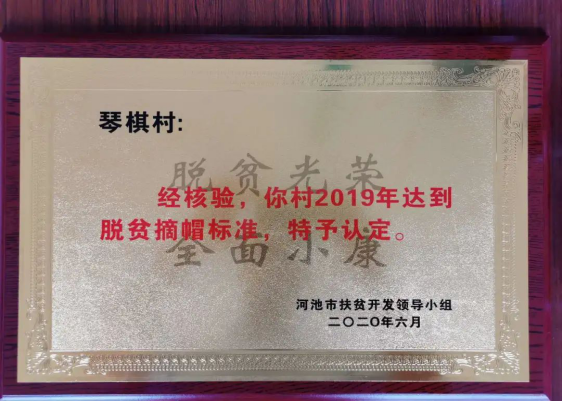 琴棋村:
脱贫光荣
经核验，你村2019年达到
脱贫摘帽标准，特予认定。
全面小康
河池市扶贫开发领导小组
二〇二〇年六月